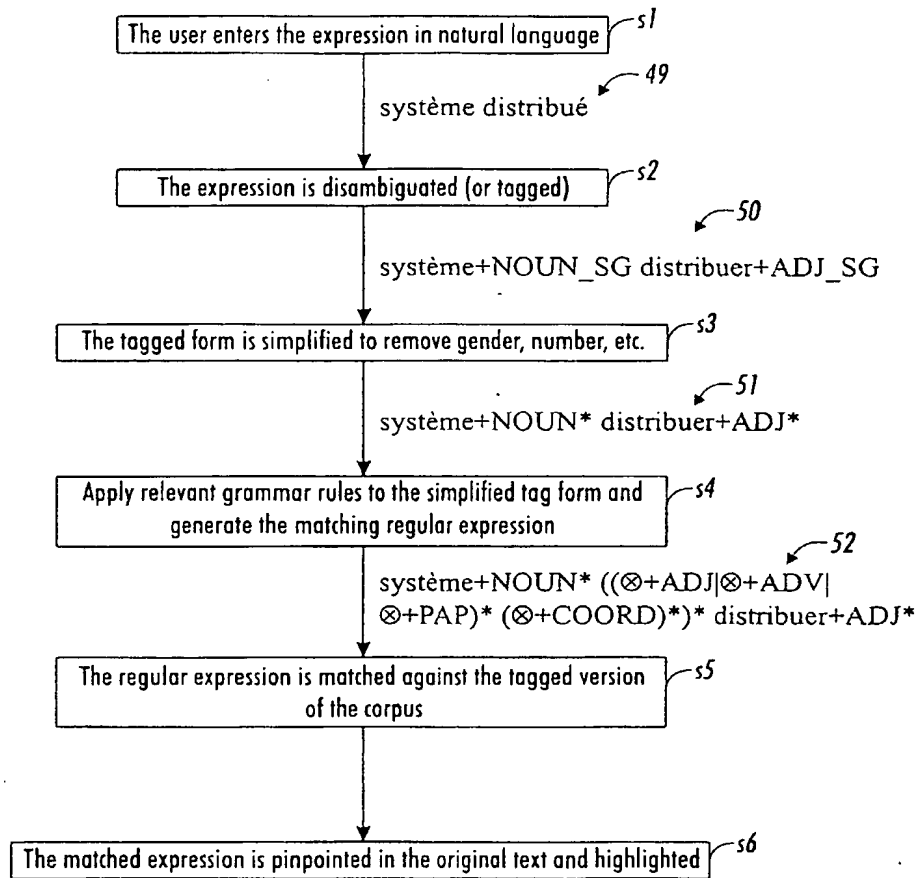 The user enters the expression in natural language
s1
49
système distribué
The expression is disambiguated (or tagged)
s2
50
système+NOUN_SG distribuer+ADJ_SG
The tagged form is simplified to remove gender, number, etc.
s3
51
système+NOUN* distribuer+ADJ*
Apply relevant grammar rules to the simplified tag form and
generate the matching regular expression
s4
52
système+NOUN* ((⊗+ADJ|⊗+ADV|
⊗+PAP)* (⊗+COORD)*)* distribuer+ADJ*
The regular expression is matched against the tagged version
of the corpus
s5
The matched expression is pinpointed in the original text and highlighted
s6